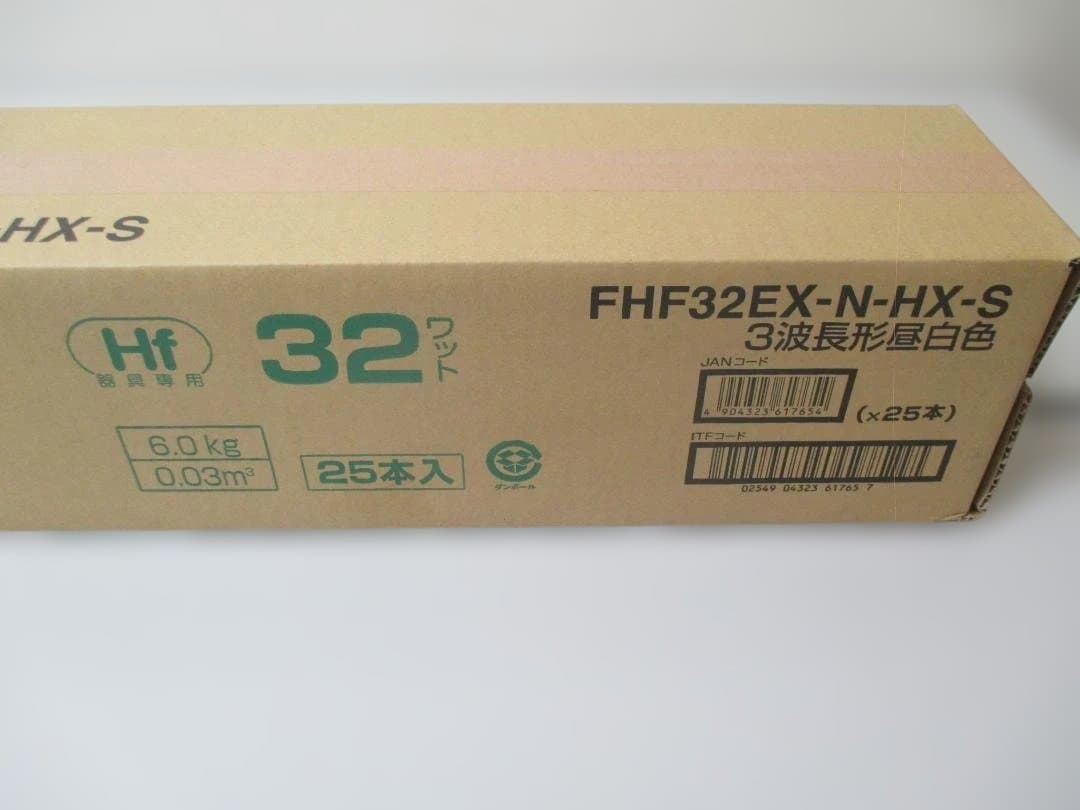 -HX-S
FHF32EX-N-HX-S
3波長形昼白色
Hf
器具専用
32ワット
JANコード
4 904323 617654
(×25本)
6.0kg
0.03m³
25本入
ダンボール
ITFコード
02549 04323 61765 7